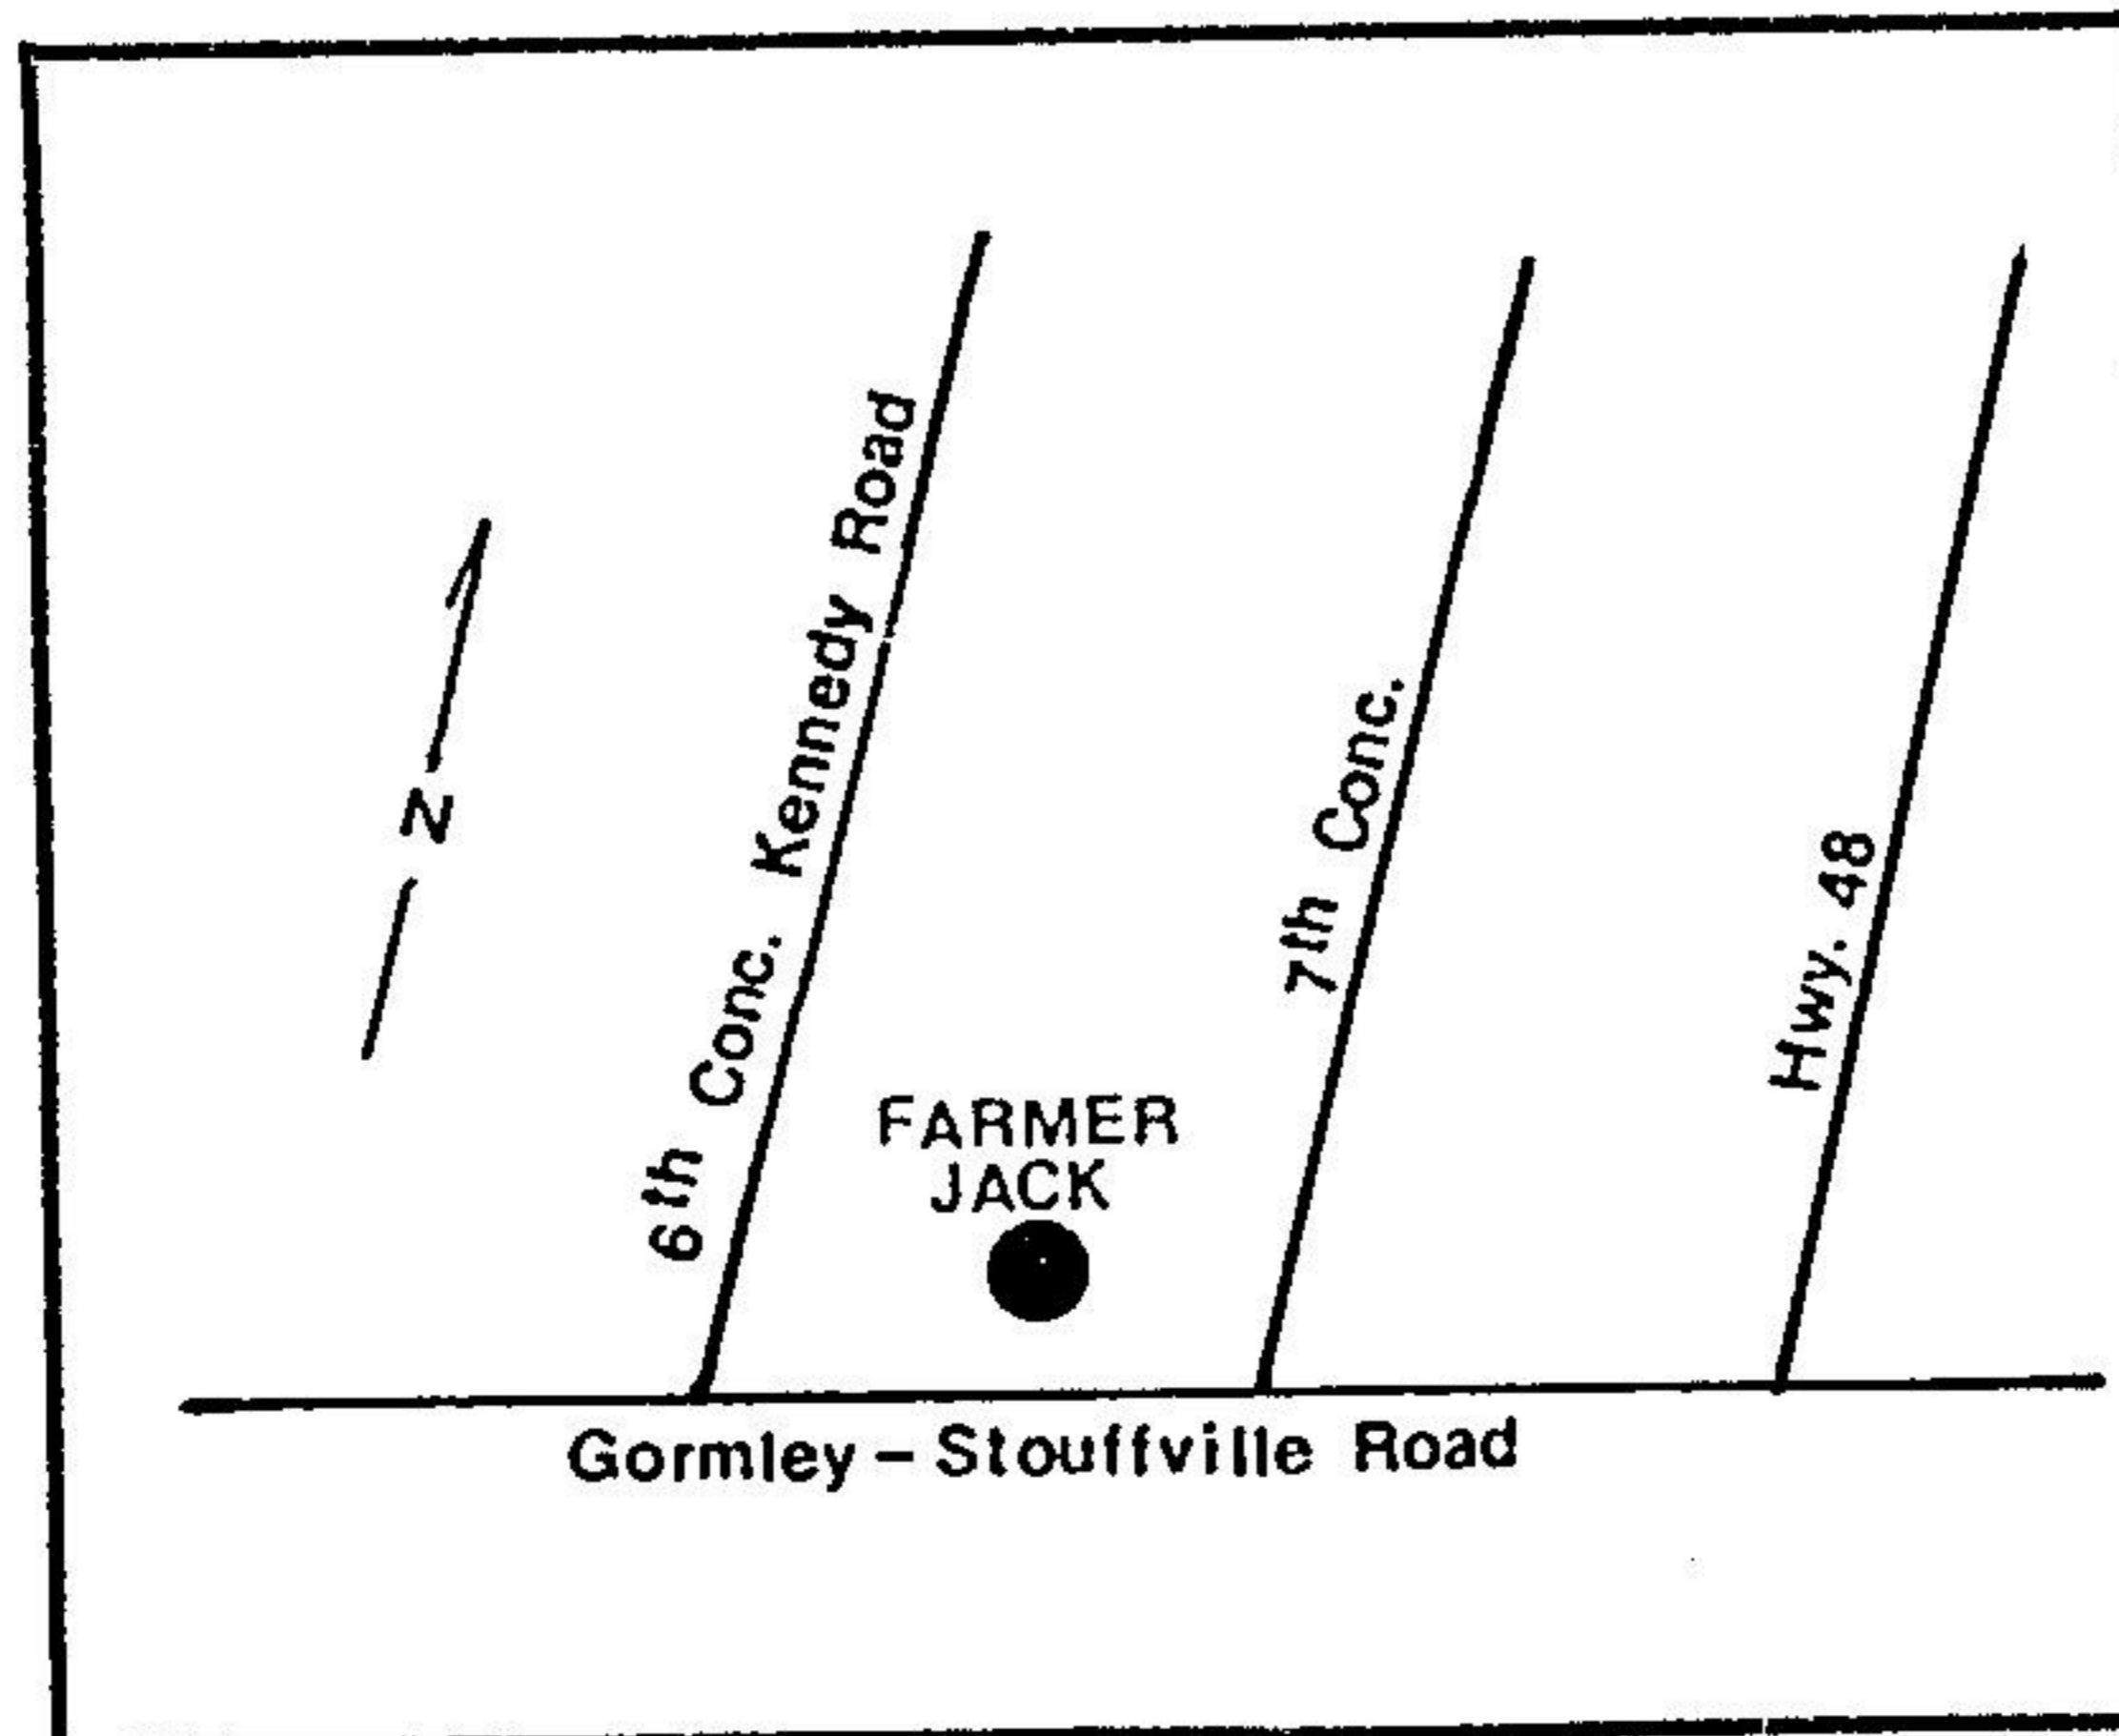 N
6th Conc. Kennedy Road
7th Conc.
Hwy. 48
FARMER
JACK
Gormley – Stouffville Road